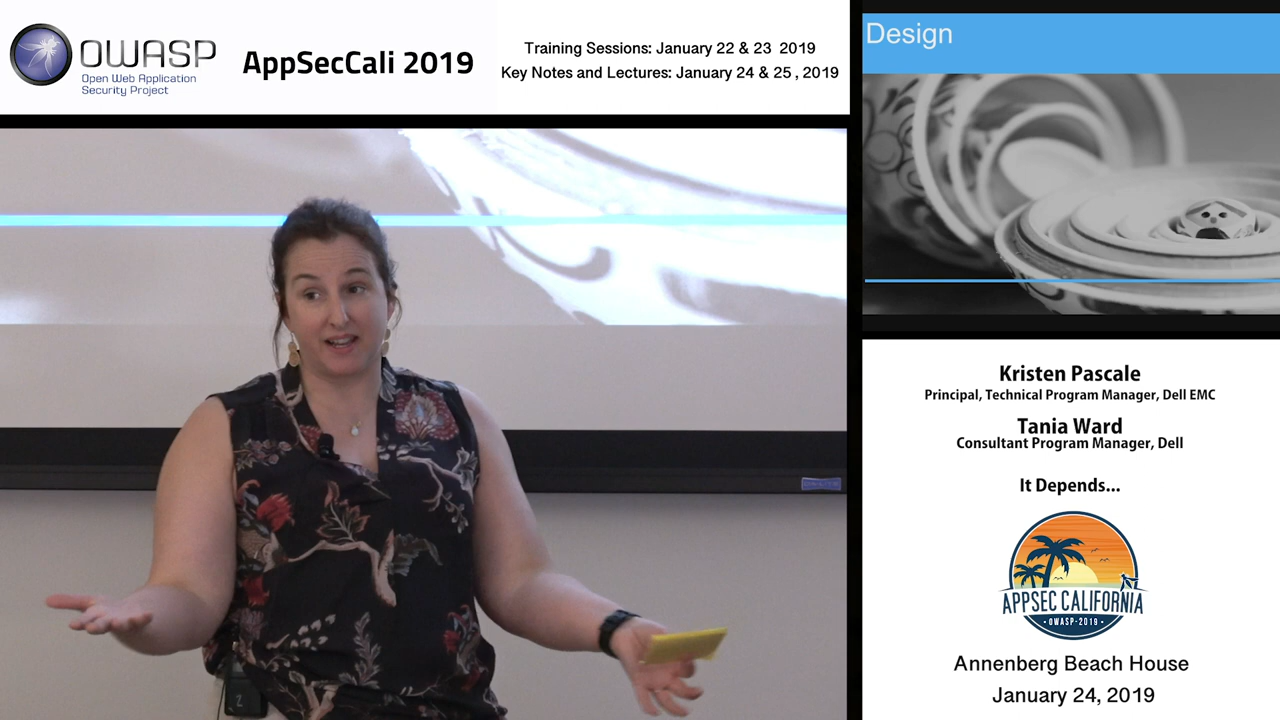 OWASP
Open Web Application
Security Project
AppSecCali 2019
Training Sessions: January 22 & 23 2019
Key Notes and Lectures: January 24 & 25 , 2019
Design
Kristen Pascale
Principal, Technical Program Manager, Dell EMC
Tania Ward
Consultant Program Manager, Dell
It Depends...
APPSEC CALIFORNIA
• OWASP-2019 •
Annenberg Beach House
January 24, 2019
2